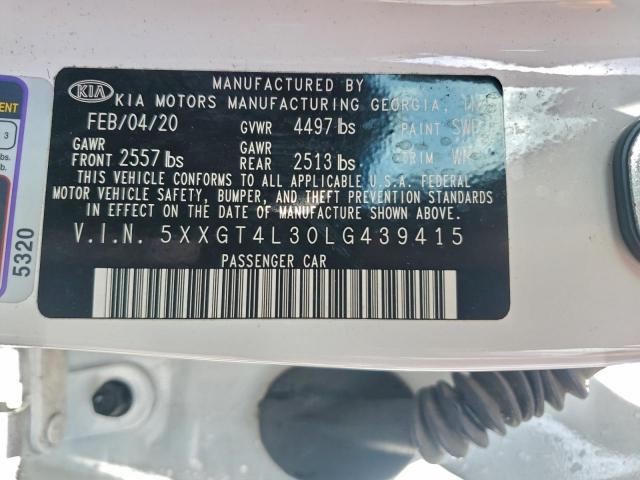 KIA
MANUFACTURED BY
KIA MOTORS MANUFACTURING GEORGIA, INC
FEB/04/20 GVWR 4497 lbs PAINT SWP
GAWR GAWR
FRONT 2557 lbs REAR 2513 lbs TRIM WK
THIS VEHICLE CONFORMS TO ALL APPLICABLE U.S.A. FEDERAL
MOTOR VEHICLE SAFETY, BUMPER, AND THEFT PREVENTION STANDARDS
IN EFFECT ON THE DATE OF MANUFACTURE SHOWN ABOVE.
V.I.N. 5XXGT4L30LG439415
PASSENGER CAR
3
5320